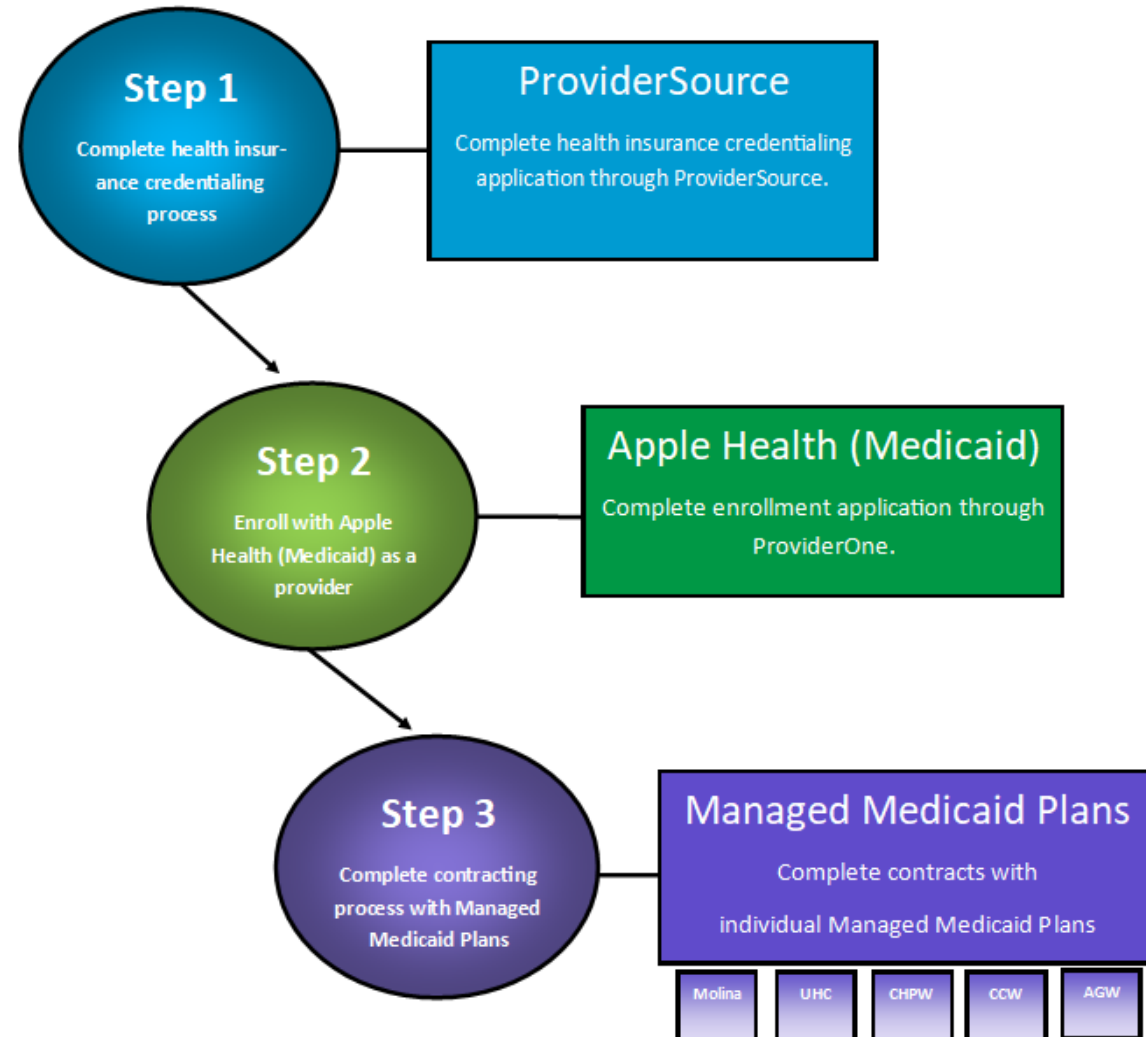 Step 1
Complete health insur-
ance credentialing
process
ProviderSource
Complete health insurance credentialing
application through ProviderSource.
Step 2
Enroll with Apple
Health (Medicaid) as a
provider
Apple Health (Medicaid)
Complete enrollment application through
ProviderOne.
Step 3
Complete contracting
process with Managed
Medicaid Plans
Managed Medicaid Plans
Complete contracts with
individual Managed Medicaid Plans
Molina
UHC
CHPW
CCW
AGW